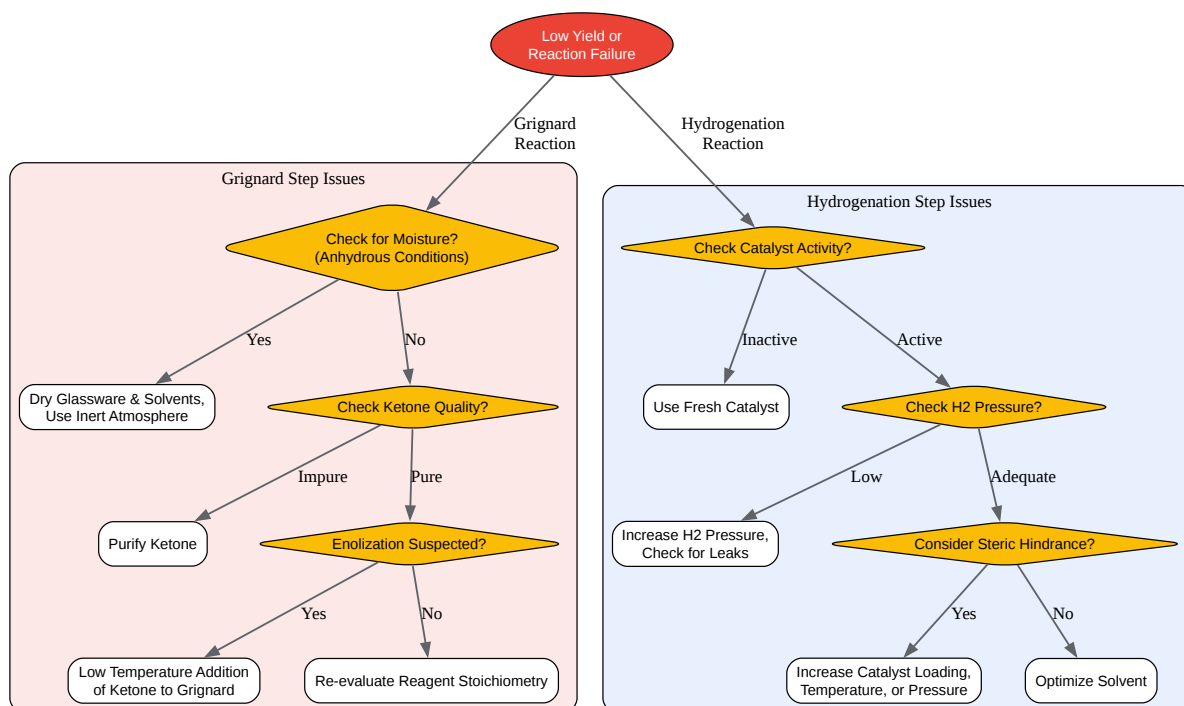 Low Yield or
Reaction Failure
Grignard
Reaction
Hydrogenation
Reaction
Grignard Step Issues
Hydrogenation Step Issues
Check for Moisture?
(Anhydrous Conditions)
Check Catalyst Activity?
Yes
No
Inactive
Active
Dry Glassware & Solvents,
Use Inert Atmosphere
Check Ketone Quality?
Use Fresh Catalyst
Check H2 Pressure?
Impure
Pure
Low
Adequate
Purify Ketone
Enolization Suspected?
Increase H2 Pressure,
Check for Leaks
Consider Steric Hindrance?
Yes
No
Yes
No
Low Temperature Addition
of Ketone to Grignard
Re-evaluate Reagent Stoichiometry
Increase Catalyst Loading,
Temperature, or Pressure
Optimize Solvent